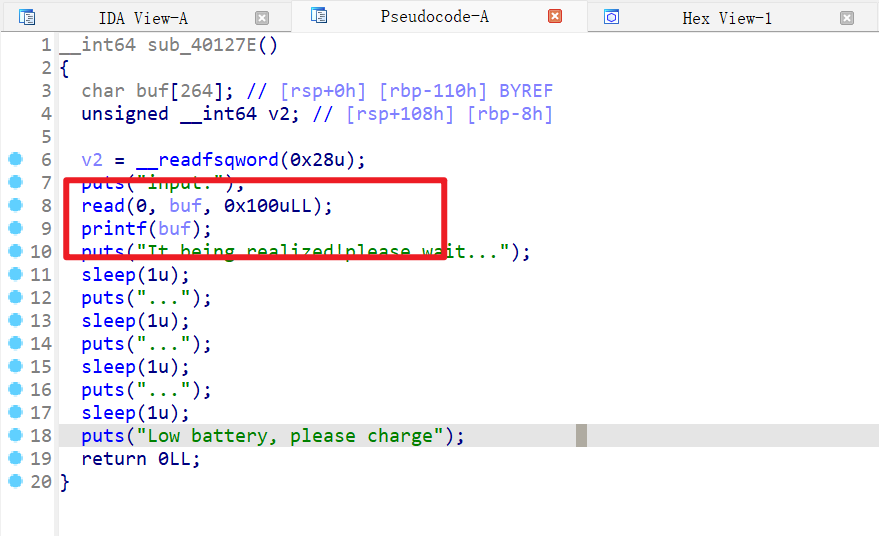 IDA View-A Pseudocode-A Hex View-1
1 __int64 sub_40127E()
2 {
3 char buf[264]; // [rsp+0h] [rbp-110h] BYREF
4 unsigned __int64 v2; // [rsp+108h] [rbp-8h]
5
6 v2 = __readfsqword(0x28u);
7 puts("input:");
8 read(0, buf, 0x100uLL);
9 printf(buf);
10 puts("It being realized!please wait...");
11 sleep(1u);
12 puts("...");
13 sleep(1u);
14 puts("...");
15 sleep(1u);
16 puts("...");
17 sleep(1u);
18 puts("Low battery, please charge");
19 return 0LL;
20 }